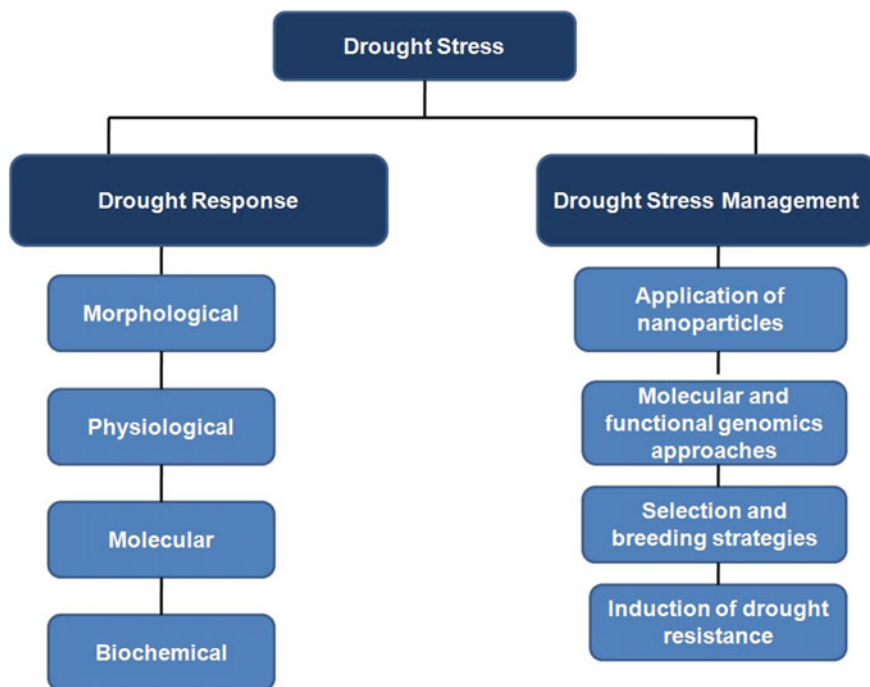 Drought Stress
Drought Response
Morphological
Physiological
Molecular
Biochemical
Drought Stress Management
Application of
nanoparticles
Molecular and
functional genomics
approaches
Selection and
breeding strategies
Induction of drought
resistance